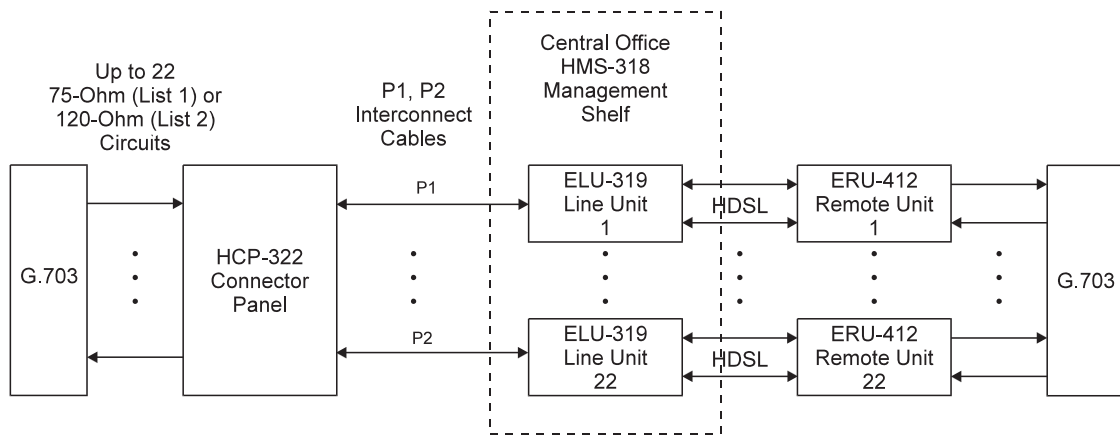 Up to 22
75-Ohm (List 1) or
120-Ohm (List 2)
Circuits
P1, P2
Interconnect
Cables
Central Office
HMS-318
Management
Shelf
G.703
HCP-322
Connector
Panel
P1
P2
ELU-319
Line Unit
1
HDSL
ERU-412
Remote Unit
1
ELU-319
Line Unit
22
HDSL
ERU-412
Remote Unit
22
G.703